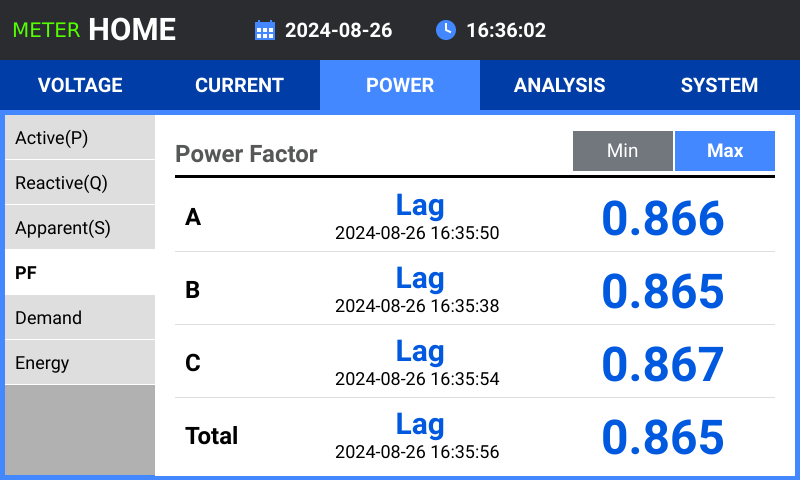 METER HOME 2024-08-26 16:36:02
VOLTAGE CURRENT POWER ANALYSIS SYSTEM
Active(P)
Reactive(Q)
Apparent(S)
PF
Demand
Energy
Power Factor Min Max
A Lag 0.866
2024-08-26 16:35:50
B Lag 0.865
2024-08-26 16:35:38
C Lag 0.867
2024-08-26 16:35:54
Total Lag 0.865
2024-08-26 16:35:56